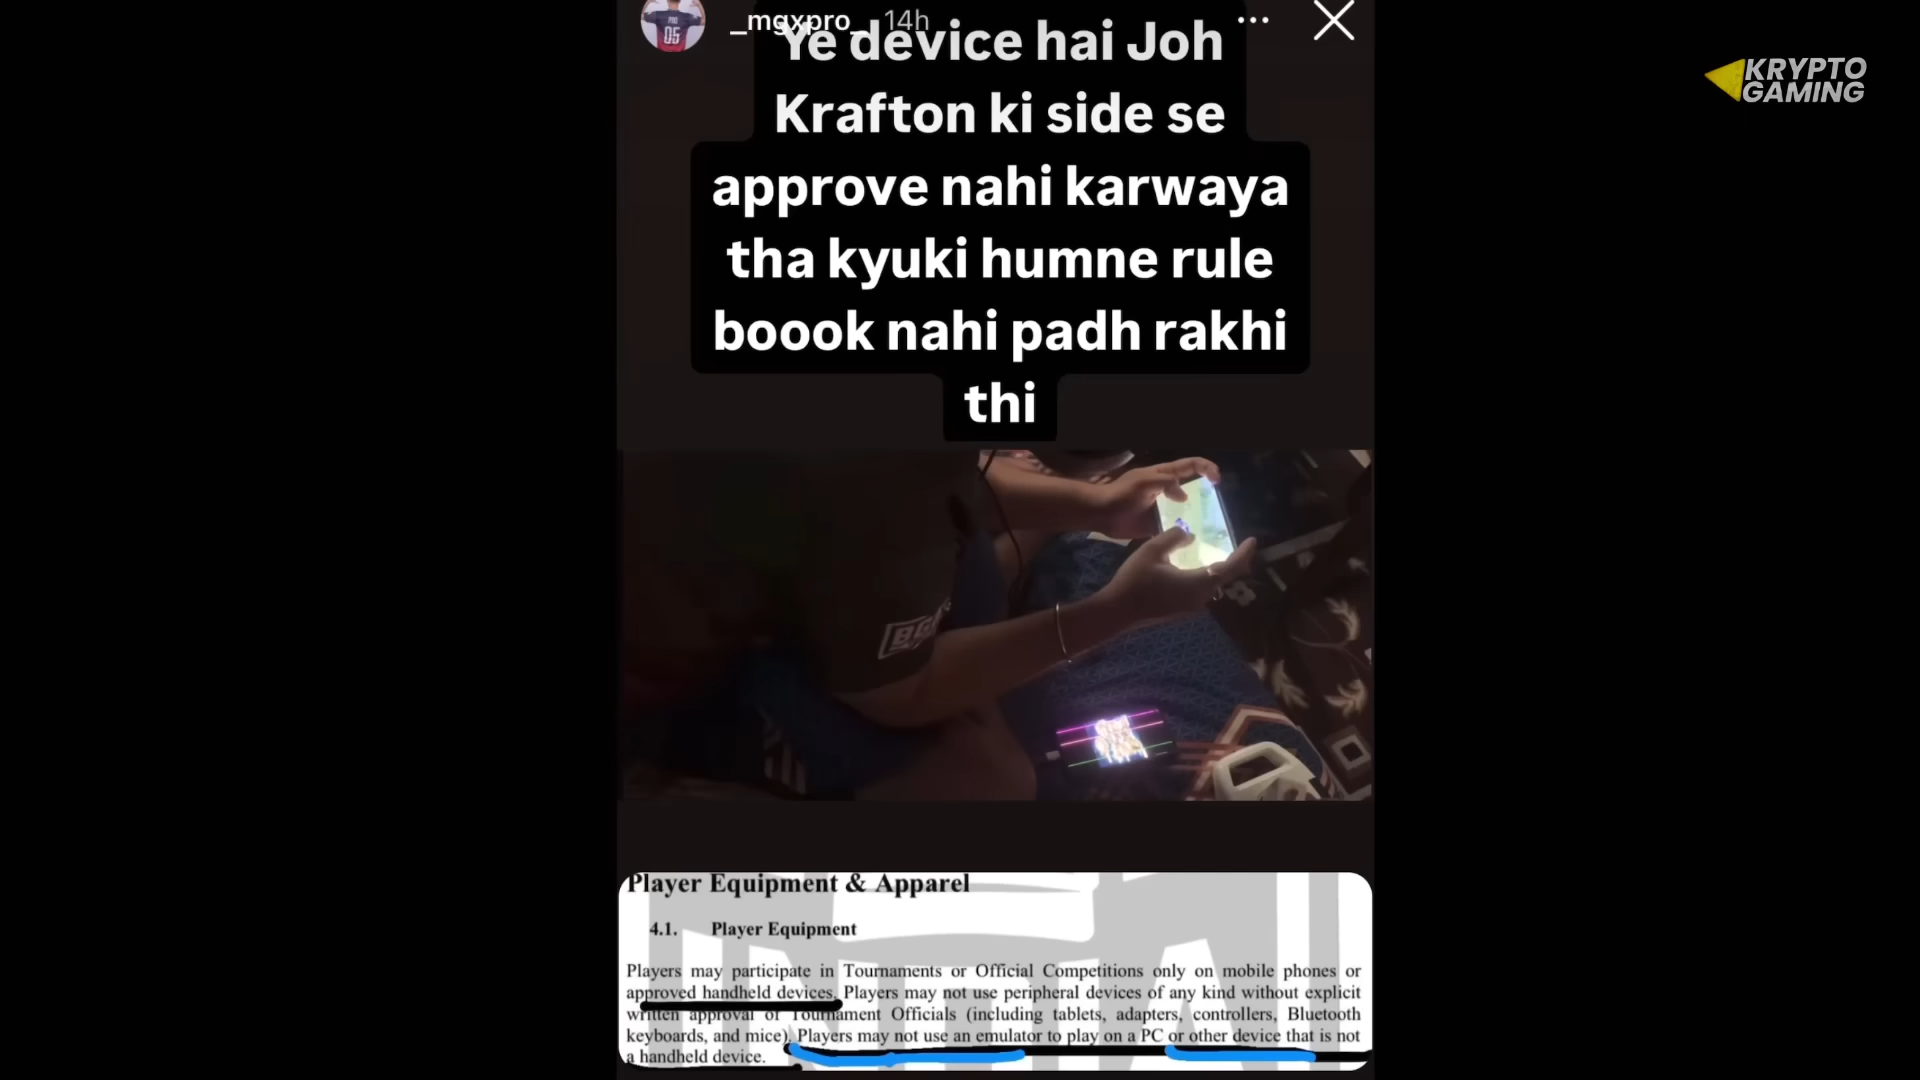 _mgxpro_ 14h
Ye device hai Joh
Krafton ki side se
approve nahi karwaya
tha kyuki humne rule
boook nahi padh rakhi
thi
KRYPTO
GAMING
05
Player Equipment & Apparel
4.1. Player Equipment
Players may participate in Tournaments or Official Competitions only on mobile phones or
approved handheld devices. Players may not use peripheral devices of any kind without explicit
written approval of Tournament Officials (including tablets, adapters, controllers, Bluetooth
keyboards, and mice). Players may not use an emulator to play on a PC or other device that is not
a handheld device.